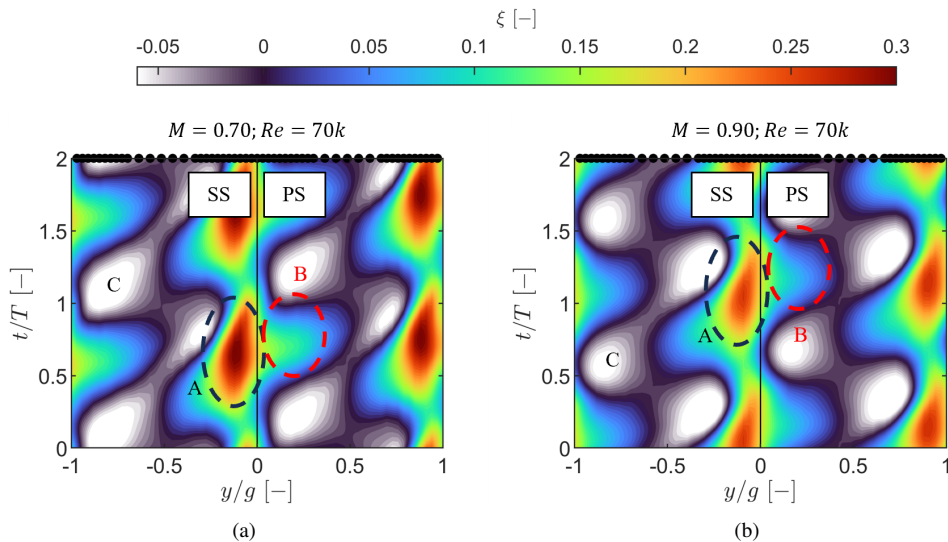 ξ [−]
-0.05 0 0.05 0.1 0.15 0.2 0.25 0.3
M = 0.70; Re = 70k
2
1.5
1
0.5
0
t/T [−]
SS PS
C
B
A
-1 -0.5 0 0.5 1
y/g [−]
(a)
M = 0.90; Re = 70k
2
1.5
1
0.5
0
t/T [−]
SS PS
A
B
C
-1 -0.5 0 0.5 1
y/g [−]
(b)